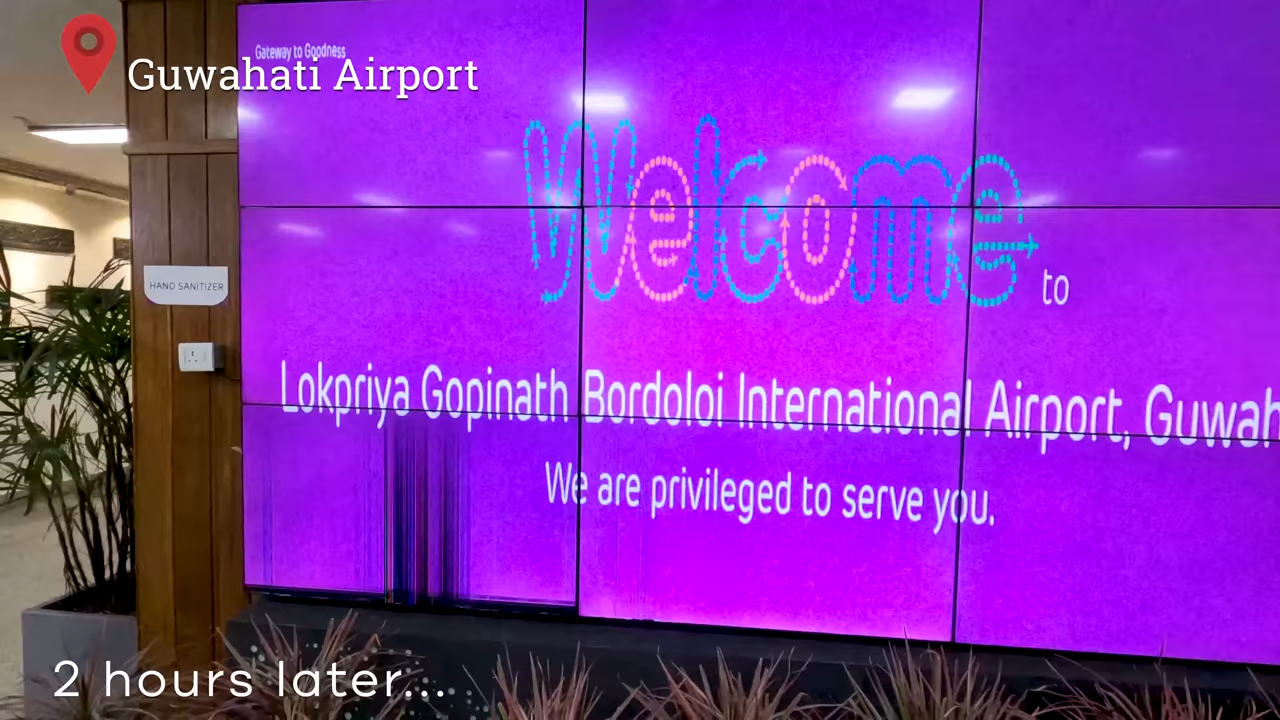 Gateway to Goodness
Guwahati Airport
Welcome to
HAND SANITIZER
Lokpriya Gopinath Bordoloi International Airport, Guwah
We are privileged to serve you.
2 hours later...